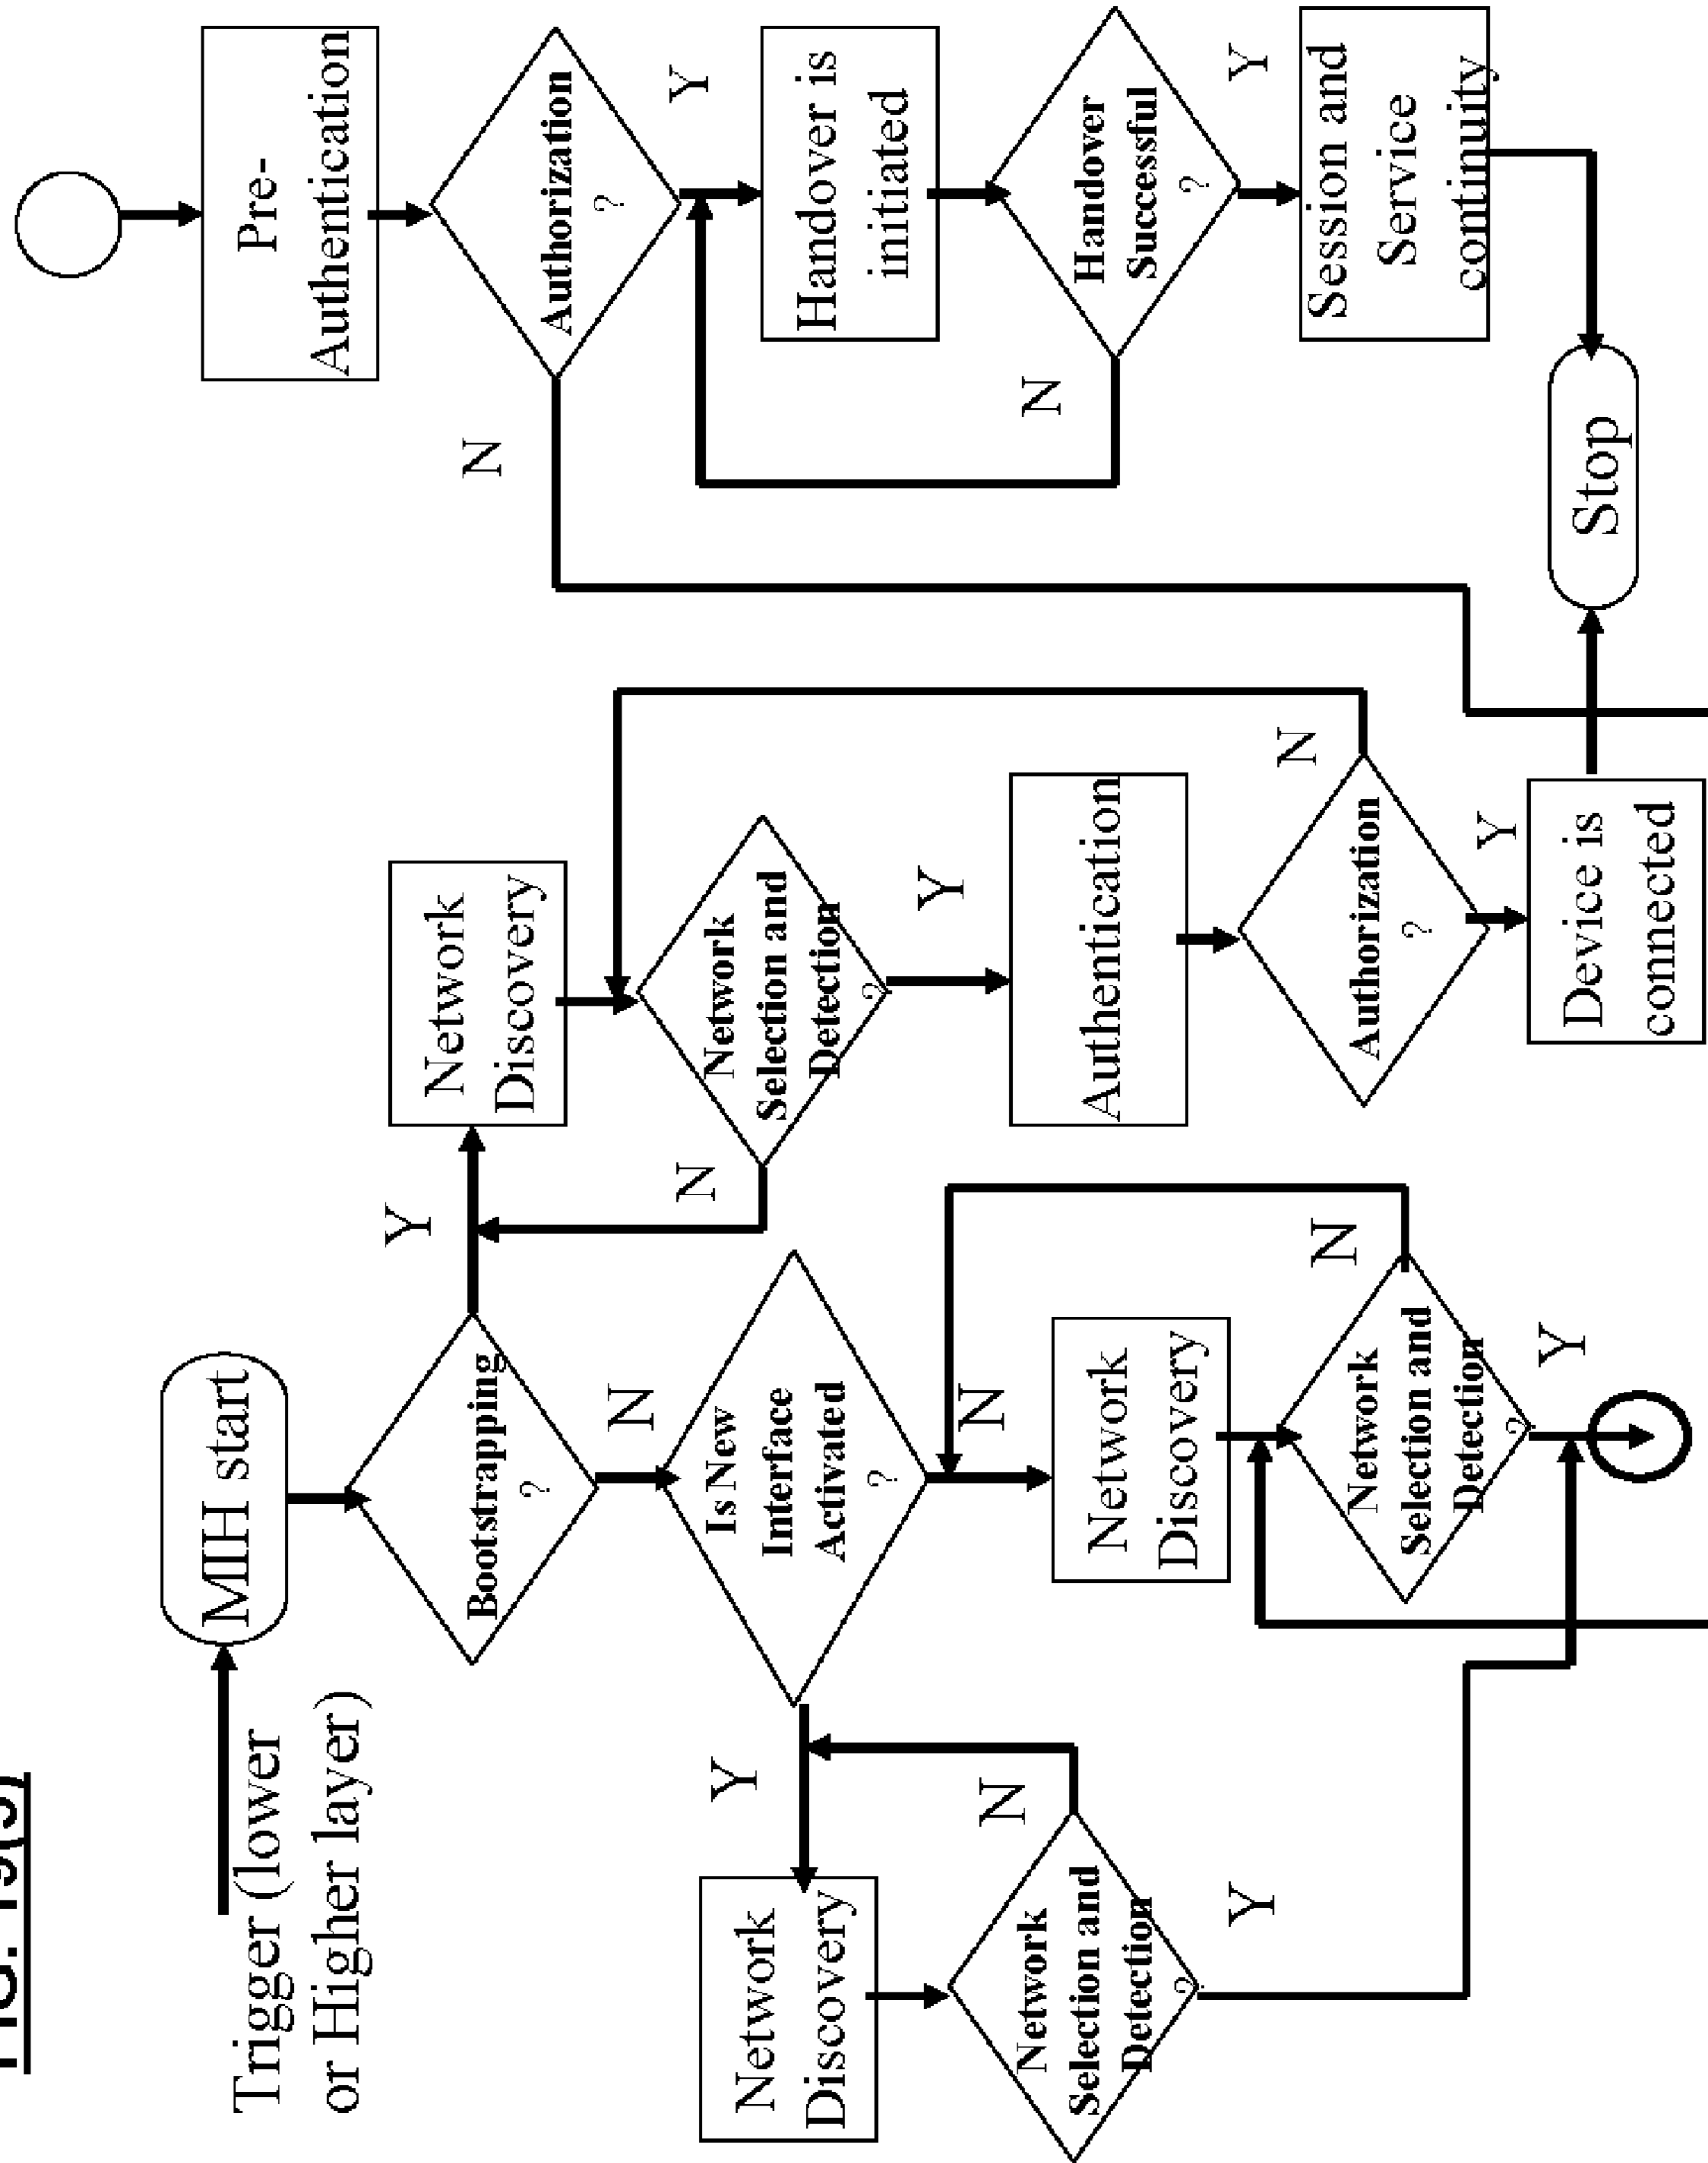 Trigger (lower
or Higher layer)
MIH start
Bootstrapping
?
Y
N
Is New
Interface
Activated
?
Y
N
Network
Discovery
Network
Selection and
Detection
?
N
Y
Network
Discovery
Network
Selection and
Detection
?
N
Y
Network
Discovery
Network
Selection and
Detection
?
N
Y
Authentication
Authorization
?
N
Y
Device is
connected
Stop
Pre-
Authentication
Authorization
?
N
Y
Handover is
initiated
Handover
Successful
?
N
Y
Session and
Service
continuity